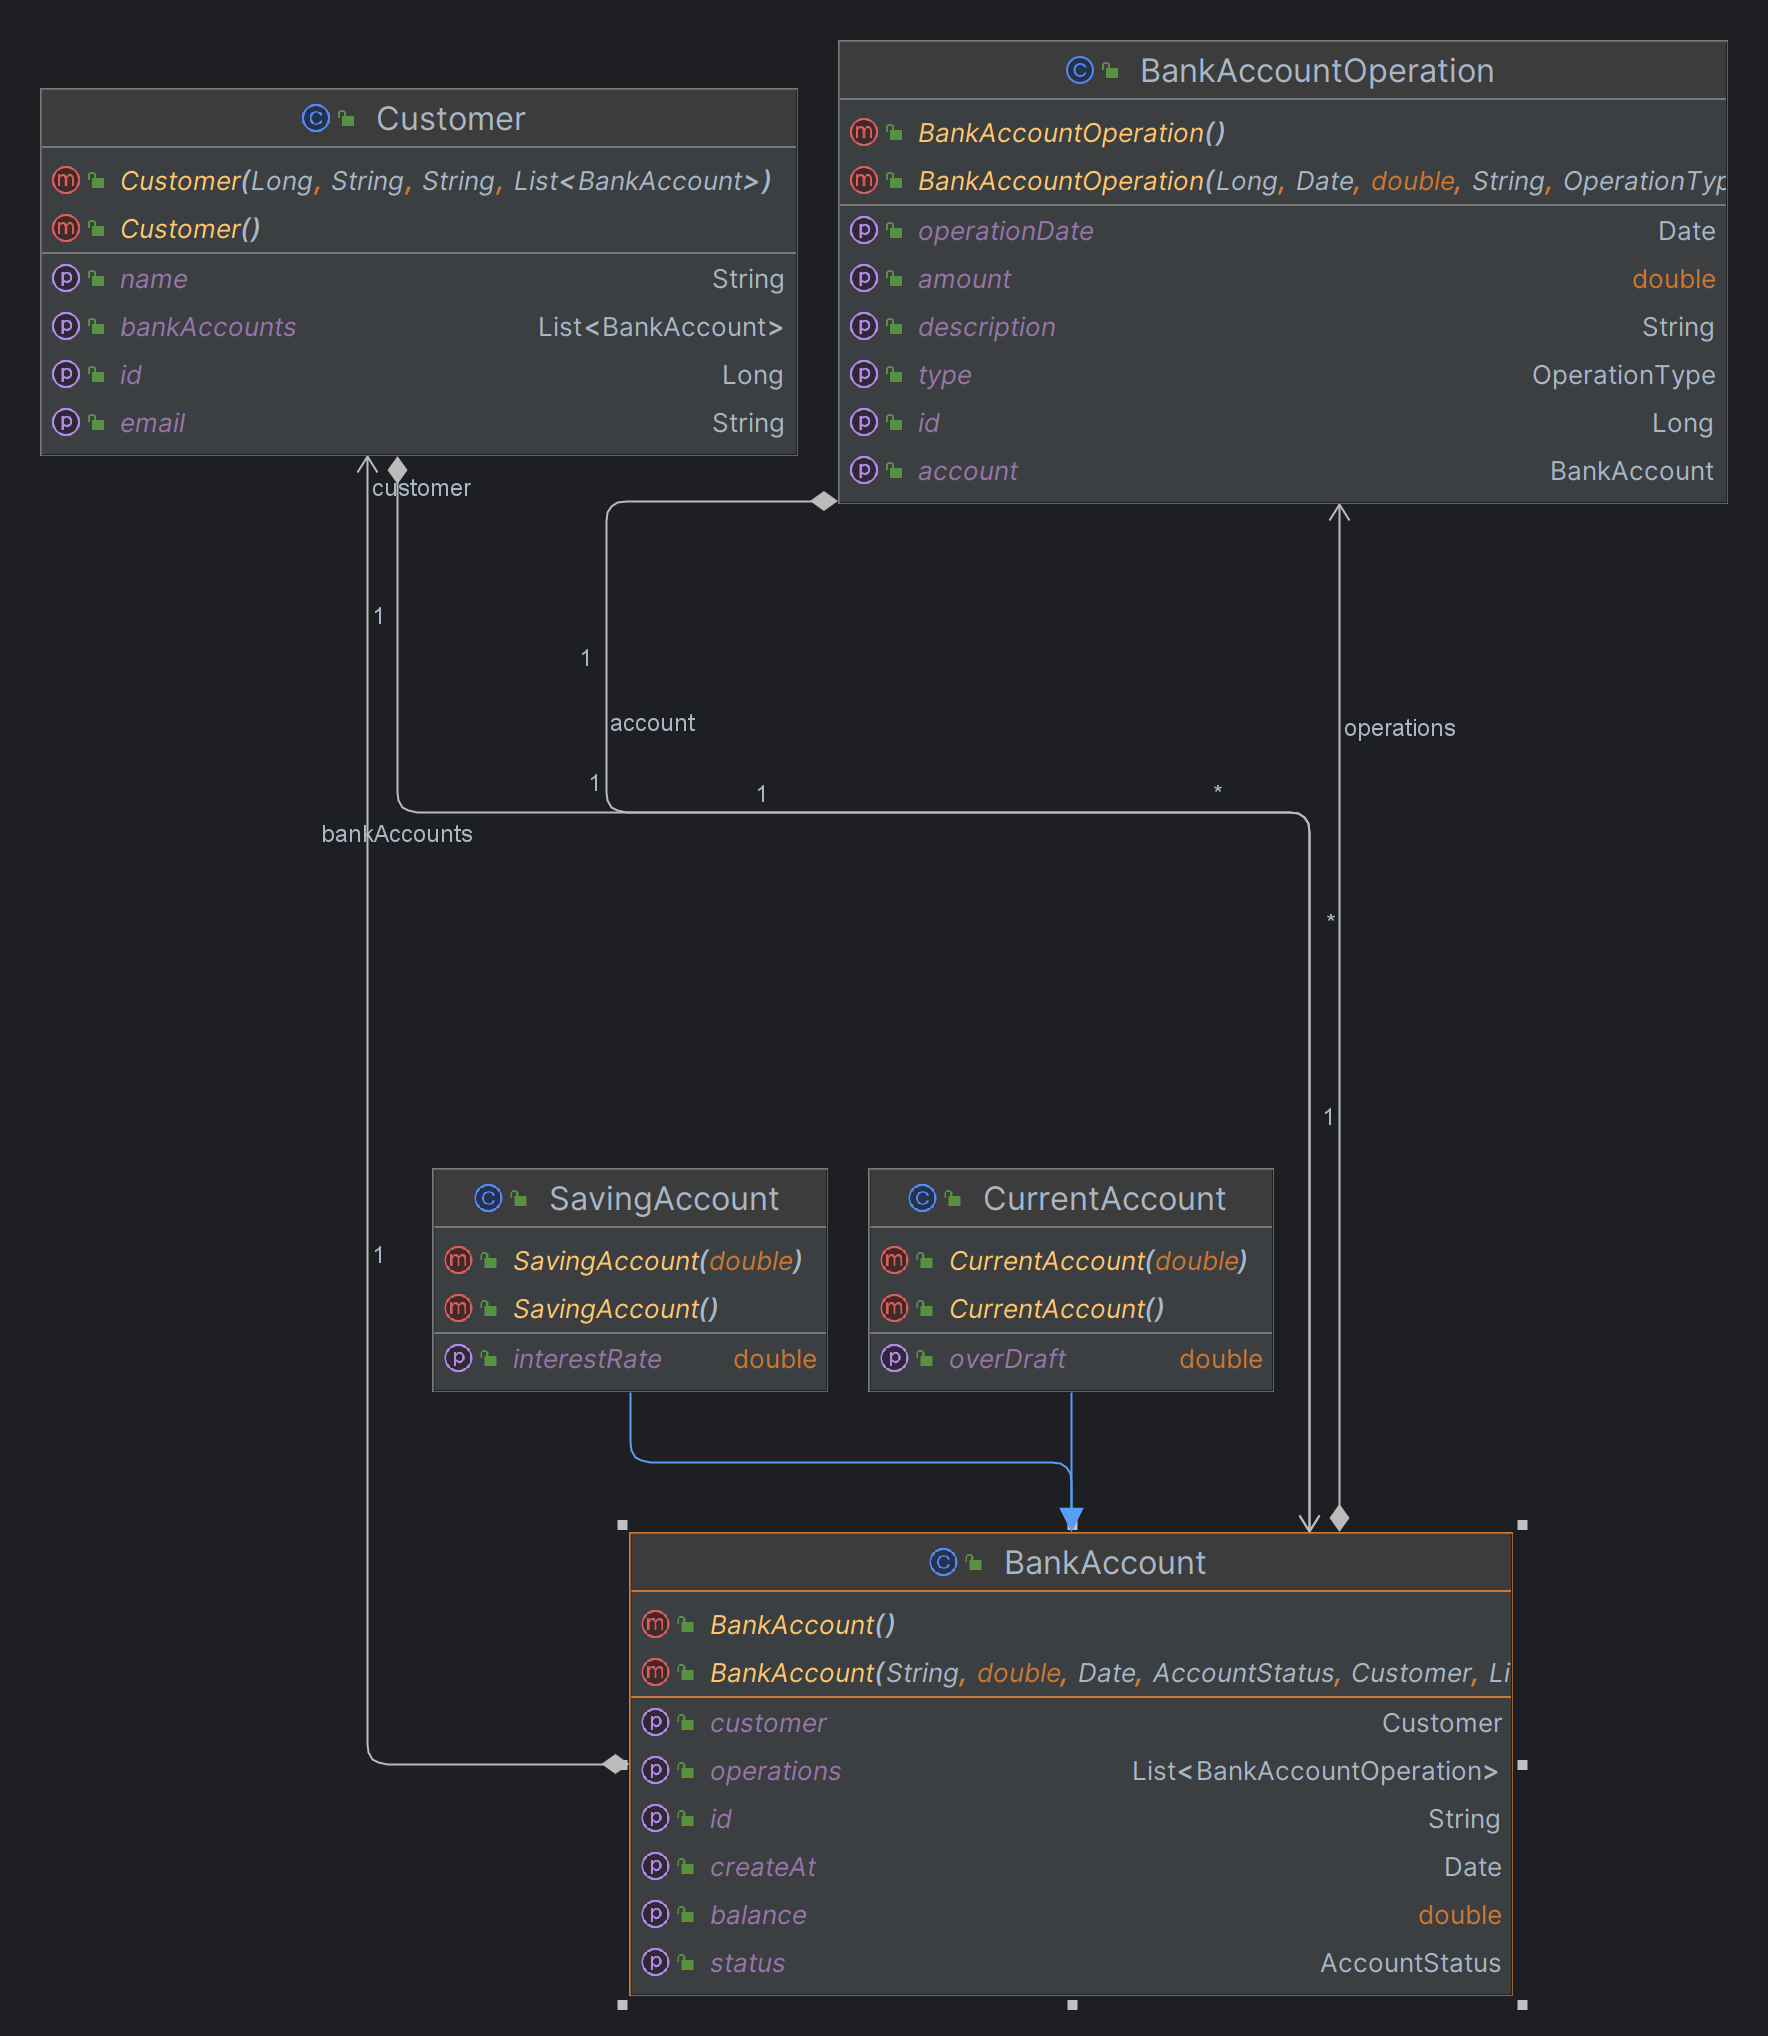 Customer
Customer(Long, String, String, List<BankAccount>)
Customer()
name String
bankAccounts List<BankAccount>
id Long
email String
BankAccountOperation
BankAccountOperation()
BankAccountOperation(Long, Date, double, String, OperationTyp
operationDate Date
amount double
description String
type OperationType
id Long
account BankAccount
customer
1
1
account
operations
1
1
*
bankAccounts
*
1
1
SavingAccount
SavingAccount(double)
SavingAccount()
interestRate double
CurrentAccount
CurrentAccount(double)
CurrentAccount()
overDraft double
BankAccount
BankAccount()
BankAccount(String, double, Date, AccountStatus, Customer, Li
customer Customer
operations List<BankAccountOperation>
id String
createAt Date
balance double
status AccountStatus